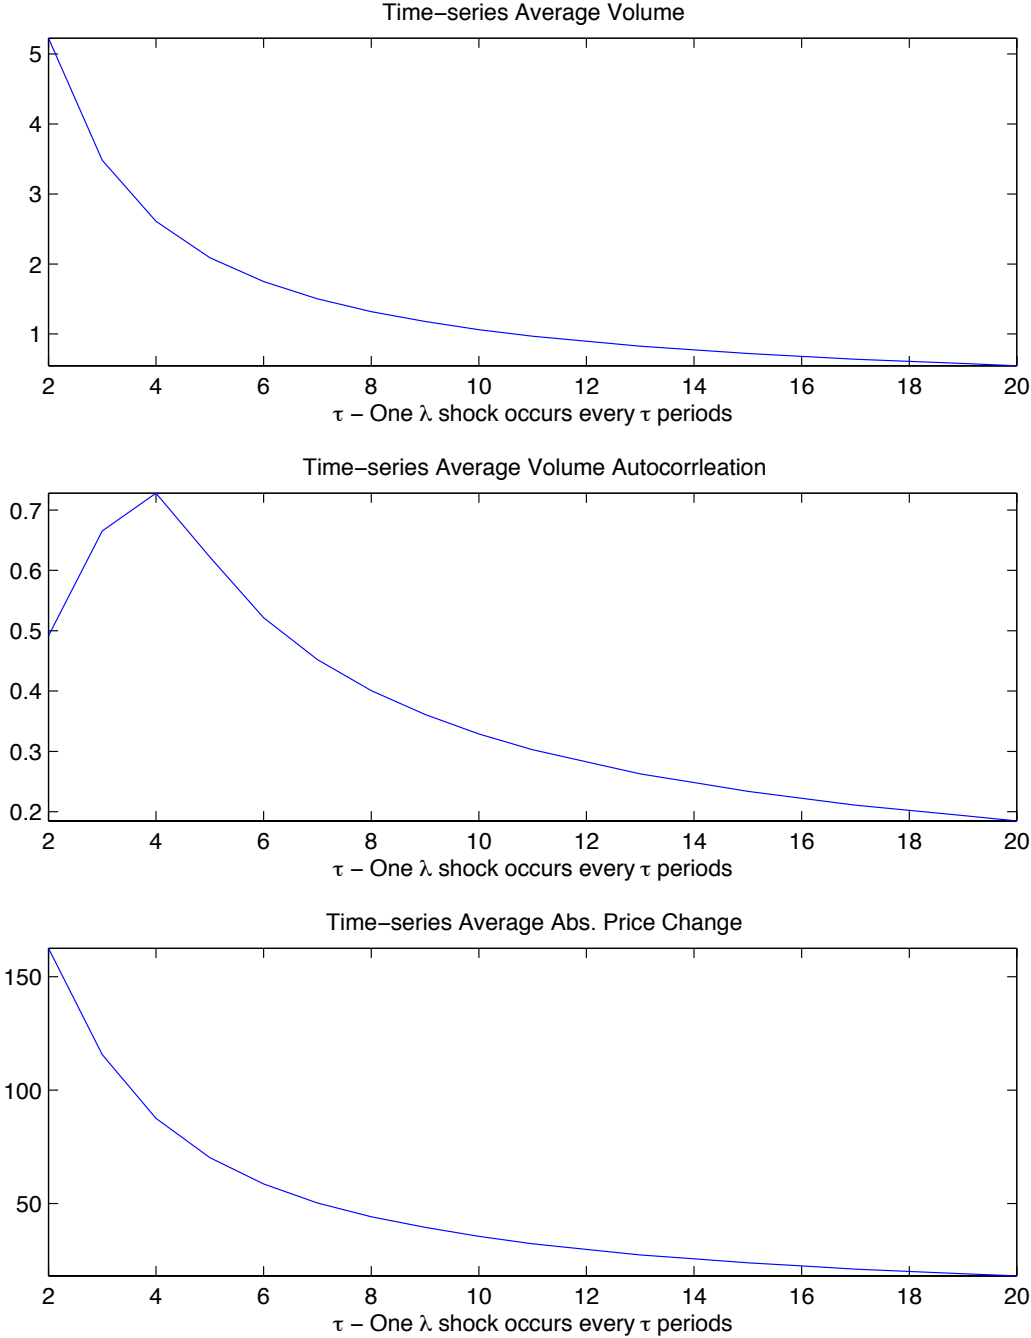 Time−series Average Volume
5
4
3
2
1
2 4 6 8 10 12 14 16 18 20
τ − One λ shock occurs every τ periods
Time−series Average Volume Autocorrleation
0.7
0.6
0.5
0.4
0.3
0.2
2 4 6 8 10 12 14 16 18 20
τ − One λ shock occurs every τ periods
Time−series Average Abs. Price Change
150
100
50
2 4 6 8 10 12 14 16 18 20
τ − One λ shock occurs every τ periods